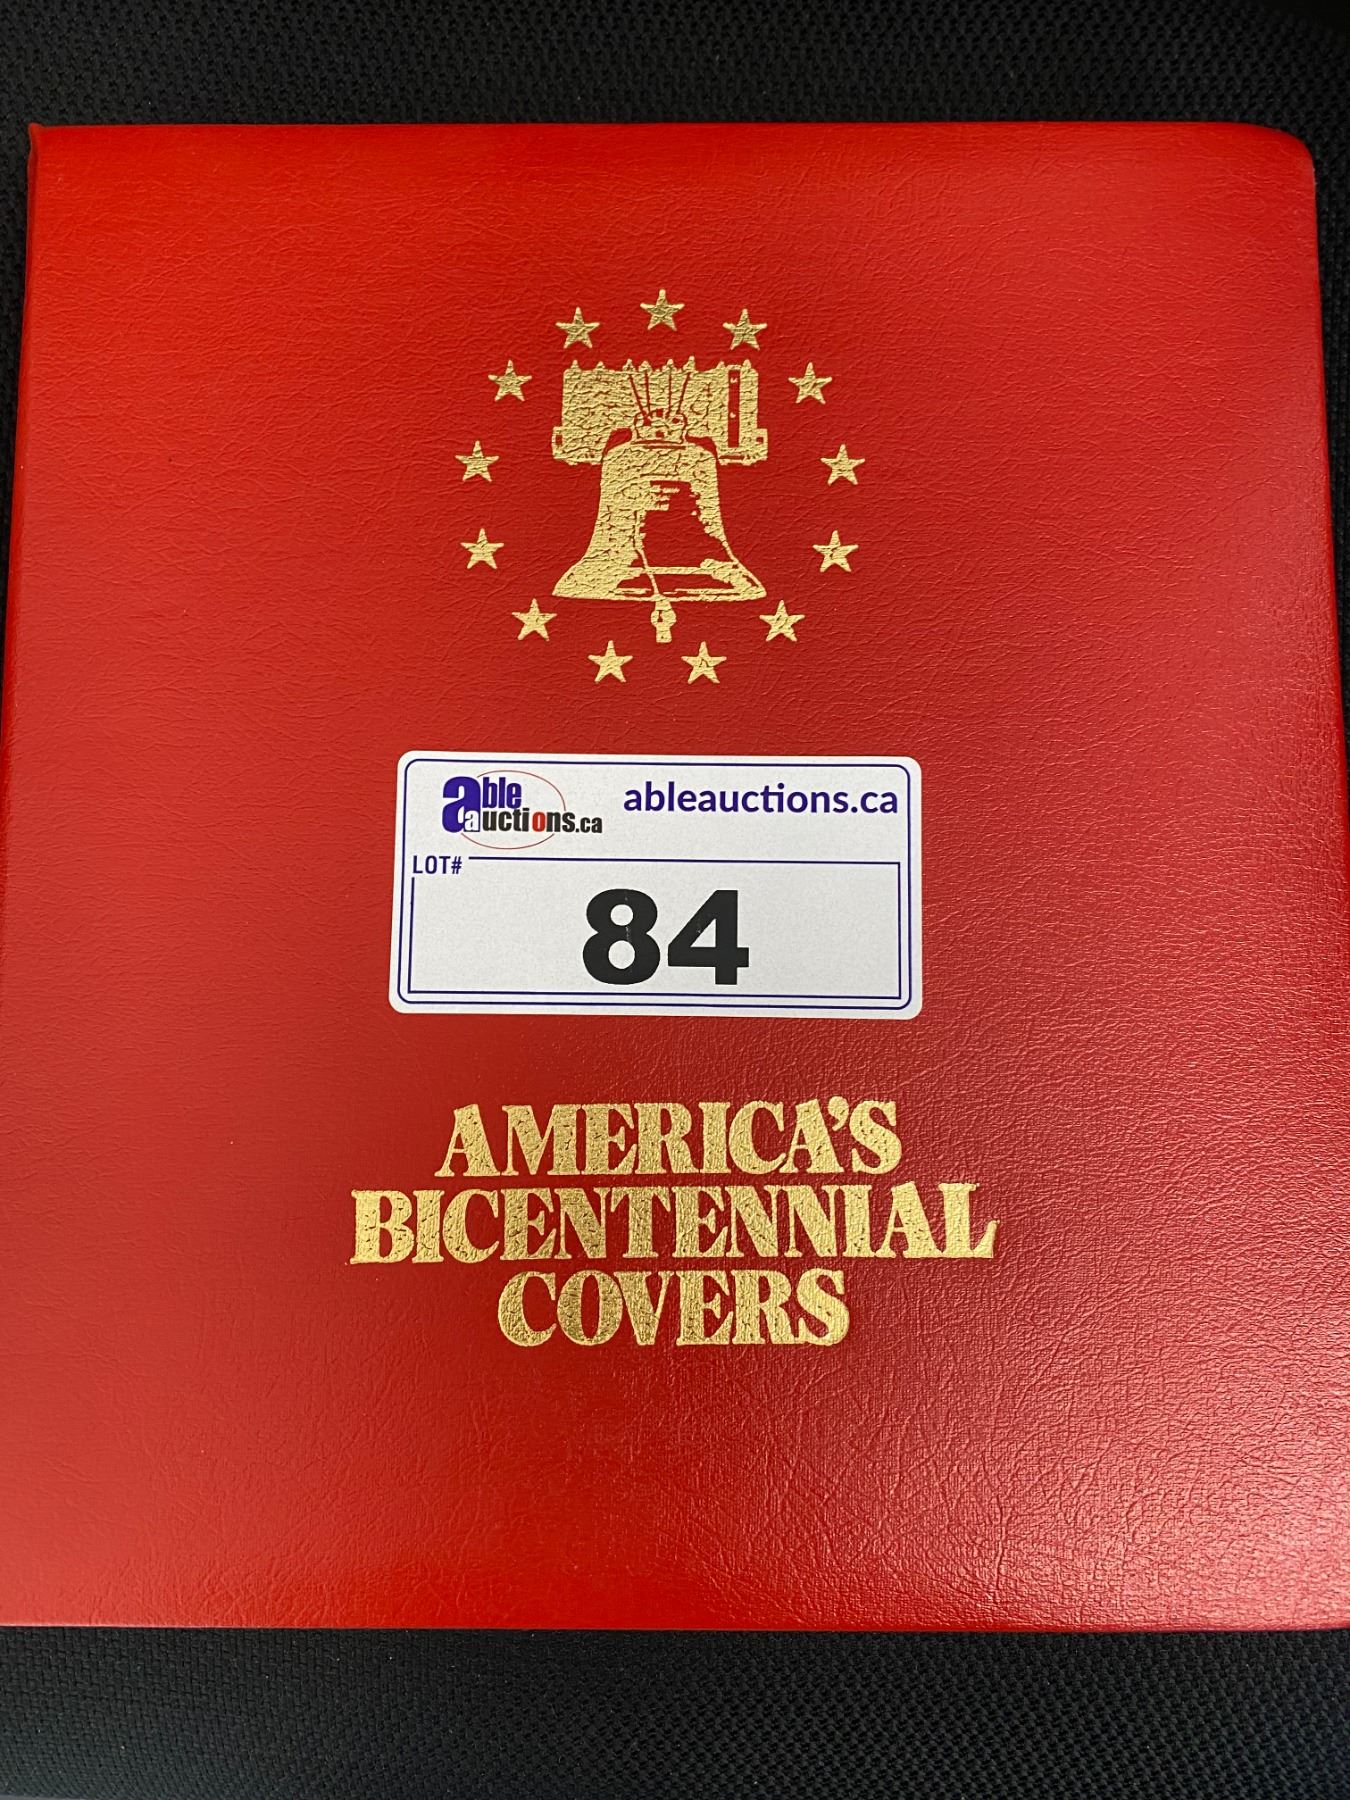 able
auctions.ca
ableauctions.ca
LOT#
84
AMERICA'S
BICENTENNIAL
COVERS